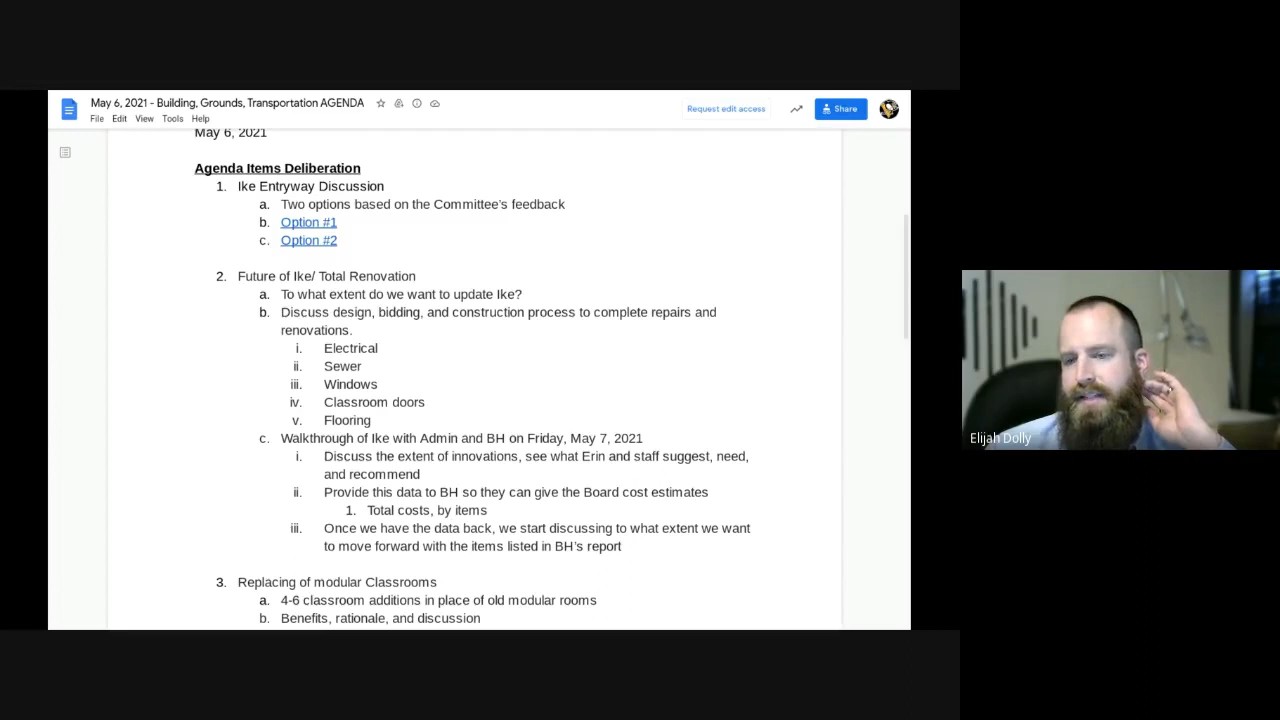 May 6, 2021 - Building, Grounds, Transportation AGENDA
File Edit View Tools Help
Request edit access
Share
May 6, 2021
Agenda Items Deliberation
1. Ike Entryway Discussion
a. Two options based on the Committee’s feedback
b. Option #1
c. Option #2
2. Future of Ike/ Total Renovation
a. To what extent do we want to update Ike?
b. Discuss design, bidding, and construction process to complete repairs and
renovations.
i. Electrical
ii. Sewer
iii. Windows
iv. Classroom doors
v. Flooring
c. Walkthrough of Ike with Admin and BH on Friday, May 7, 2021
i. Discuss the extent of innovations, see what Erin and staff suggest, need,
and recommend
ii. Provide this data to BH so they can give the Board cost estimates
1. Total costs, by items
iii. Once we have the data back, we start discussing to what extent we want
to move forward with the items listed in BH’s report
3. Replacing of modular Classrooms
a. 4-6 classroom additions in place of old modular rooms
b. Benefits, rationale, and discussion
Elijah Dolly